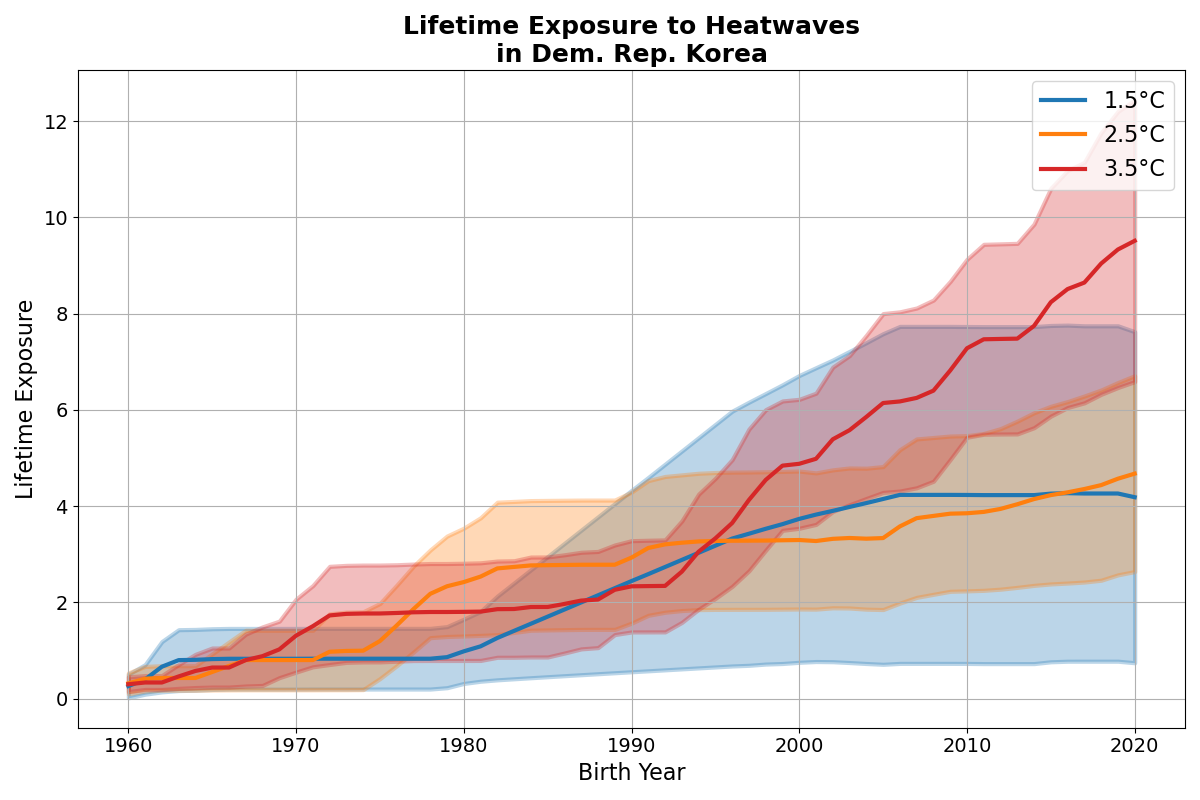 Lifetime Exposure to Heatwaves
in Dem. Rep. Korea
1.5°C
2.5°C
3.5°C
Lifetime Exposure
12
10
8
6
4
2
0
1960
1970
1980
1990
2000
2010
2020
Birth Year